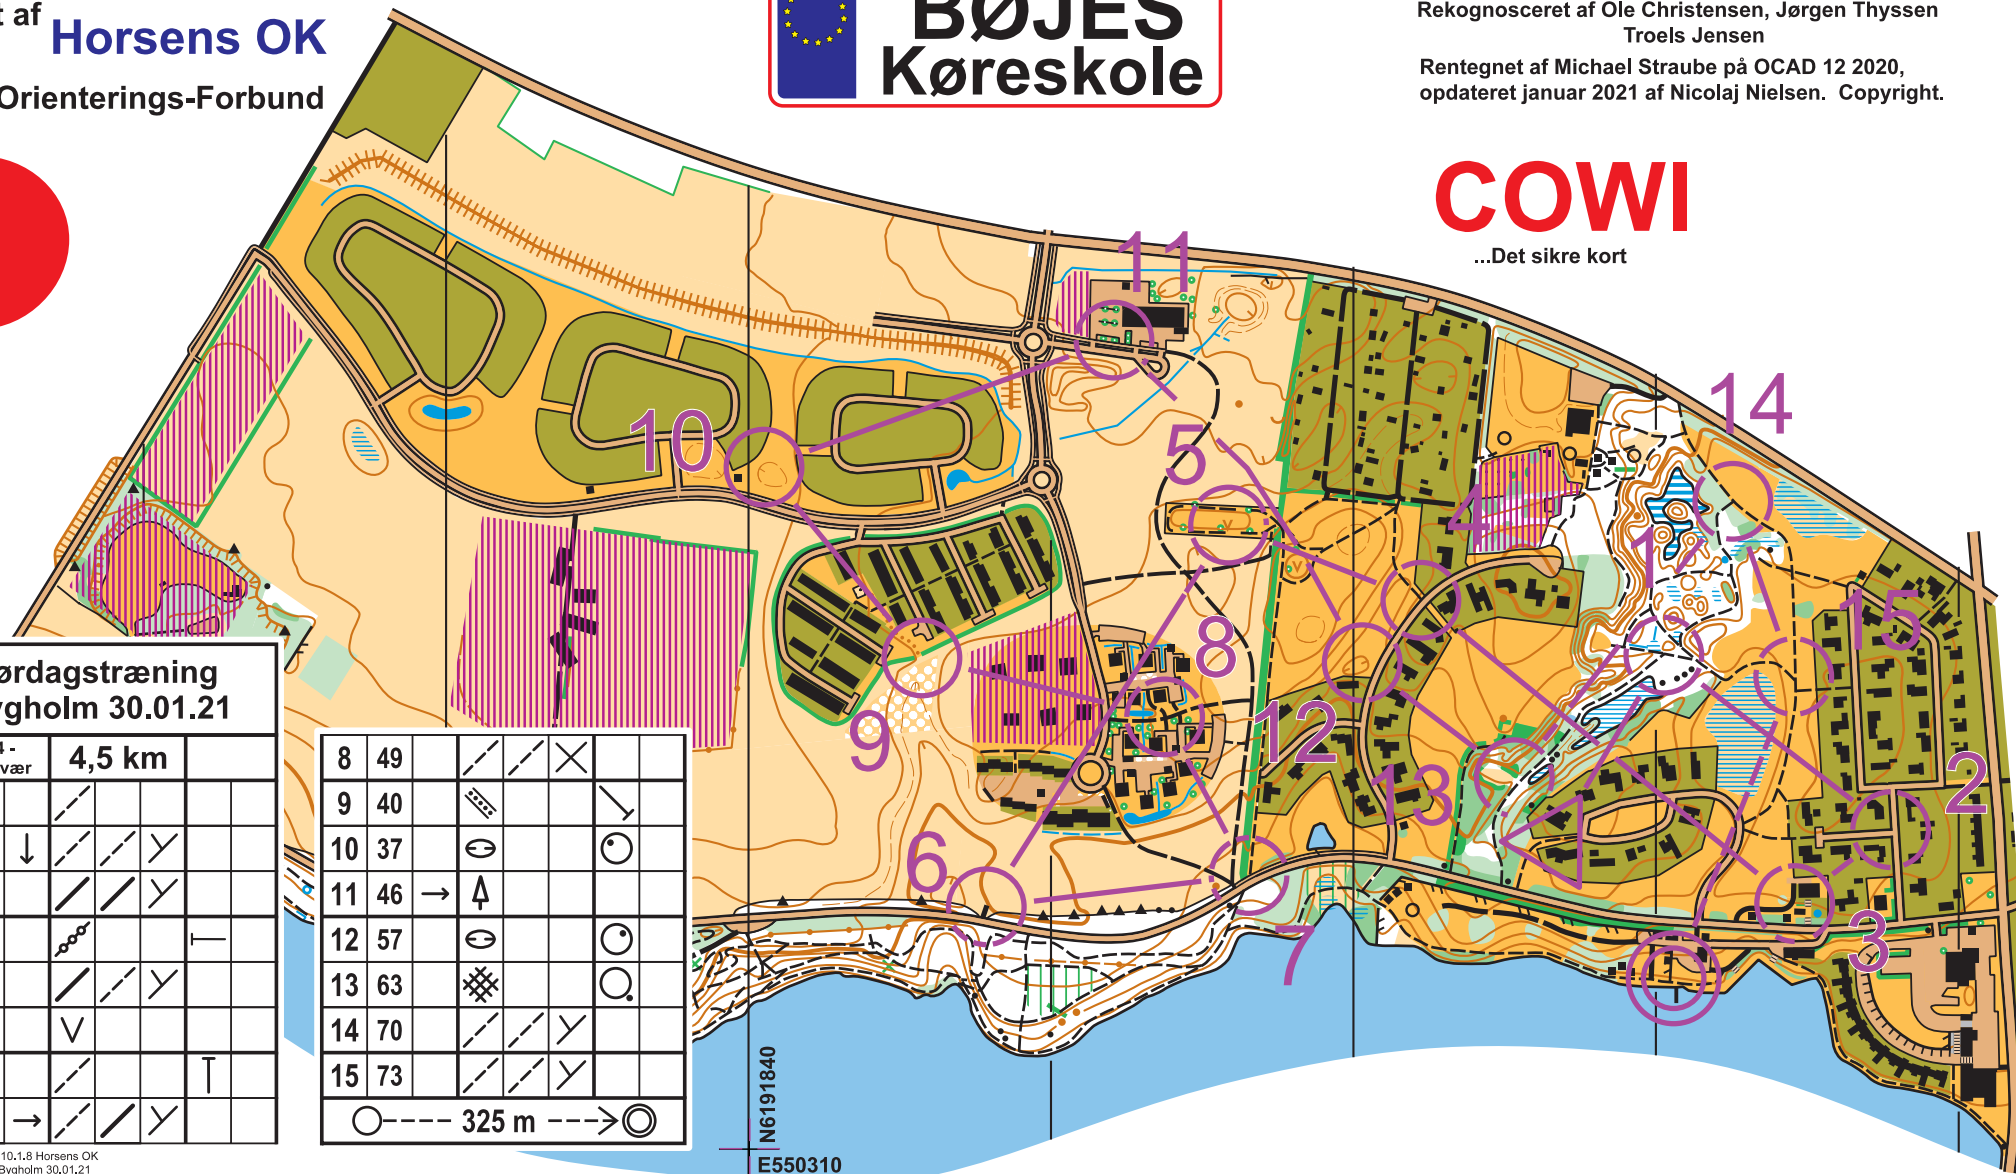 t af
Horsens OK
Orienterings-Forbund
BØJES
Køreskole
Rekognosceret af Ole Christensen, Jørgen Thyssen
Troels Jensen
Rentegnet af Michael Straube på OCAD 12 2020,
opdateret januar 2021 af Nicolaj Nielsen. Copyright.
COWI
...Det sikre kort
11
14
10
5
4
1
15
8
12
9
13
2
6
3
7
ørdagstræning
ygholm 30.01.21
4 -
vær
4,5 km
8 49
9 40
10 37
11 46
12 57
13 63
14 70
15 73
325 m
N6191840
E550310
10.1.8 Horsens OK
Bygholm 30.01.21